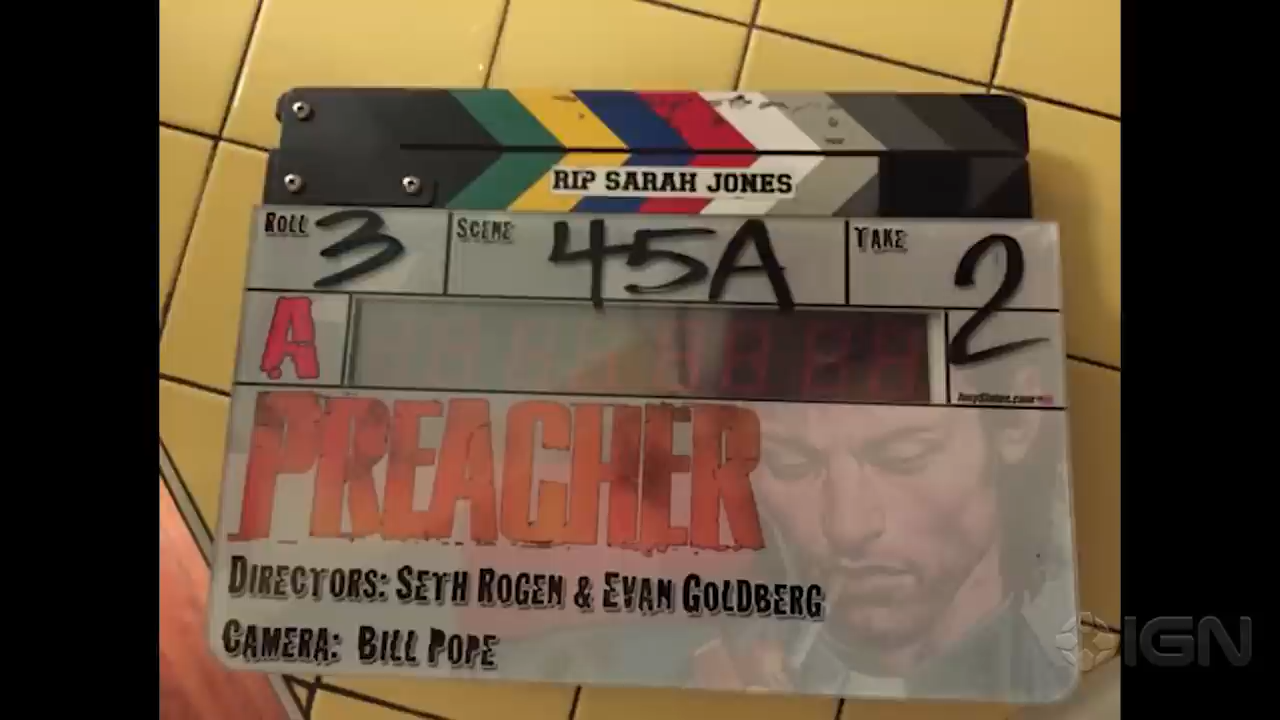 RIP SARAH JONES
ROLL 3 SCENE 45A TAKE 2
A
PREACHER
DIRECTORS: SETH ROGEN & EVAN GOLDBERG
CAMERA: BILL POPE
IGN